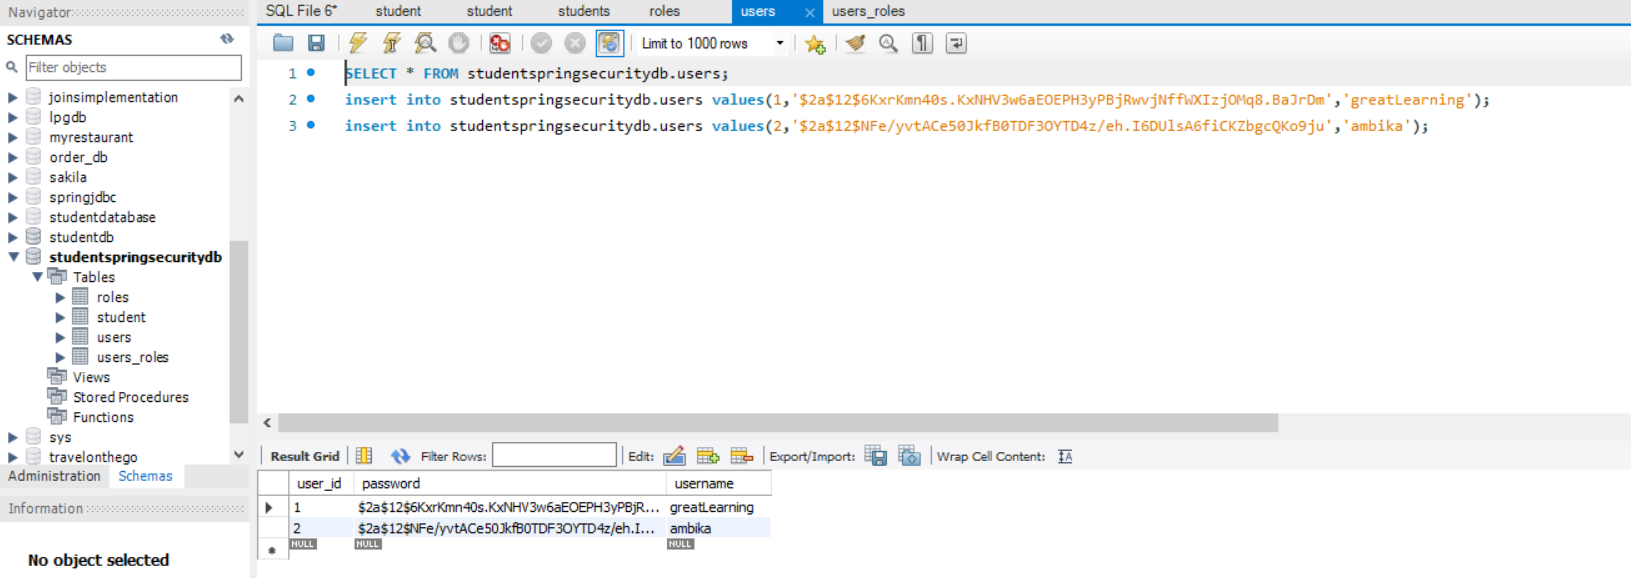 Navigator
SCHEMAS
Filter objects
joinsimplementation
lpgdb
myrestaurant
order_db
sakila
springjdbc
studentdatabase
studentdb
studentspringsecuritydb
Tables
roles
student
users
users_roles
Views
Stored Procedures
Functions
sys
travelonthego
Administration Schemas
Information
No object selected
SQL File 6* student student students roles users users_roles
Limit to 1000 rows
1 SELECT * FROM studentspringsecuritydb.users;
2 insert into studentspringsecuritydb.users values(1,'$2a$12$6KxrKmn40s.KxNHV3w6aEOEPH3yPBjRwvjNffWXIzjOMq8.BaJrDm','greatLearning');
3 insert into studentspringsecuritydb.users values(2,'$2a$12$NFe/yvtACe50JkfB0TDF3OYTD4z/eh.I6DUlsA6fiCKZbgcQKo9ju','ambika');
Result Grid Filter Rows: Edit: Export/Import: Wrap Cell Content:
user_id password username
1 $2a$12$6KxrKmn40s.KxNHV3w6aEOEPH3yPBjR... greatLearning
2 $2a$12$NFe/yvtACe50JkfB0TDF3OYTD4z/eh.I... ambika
NULL NULL NULL